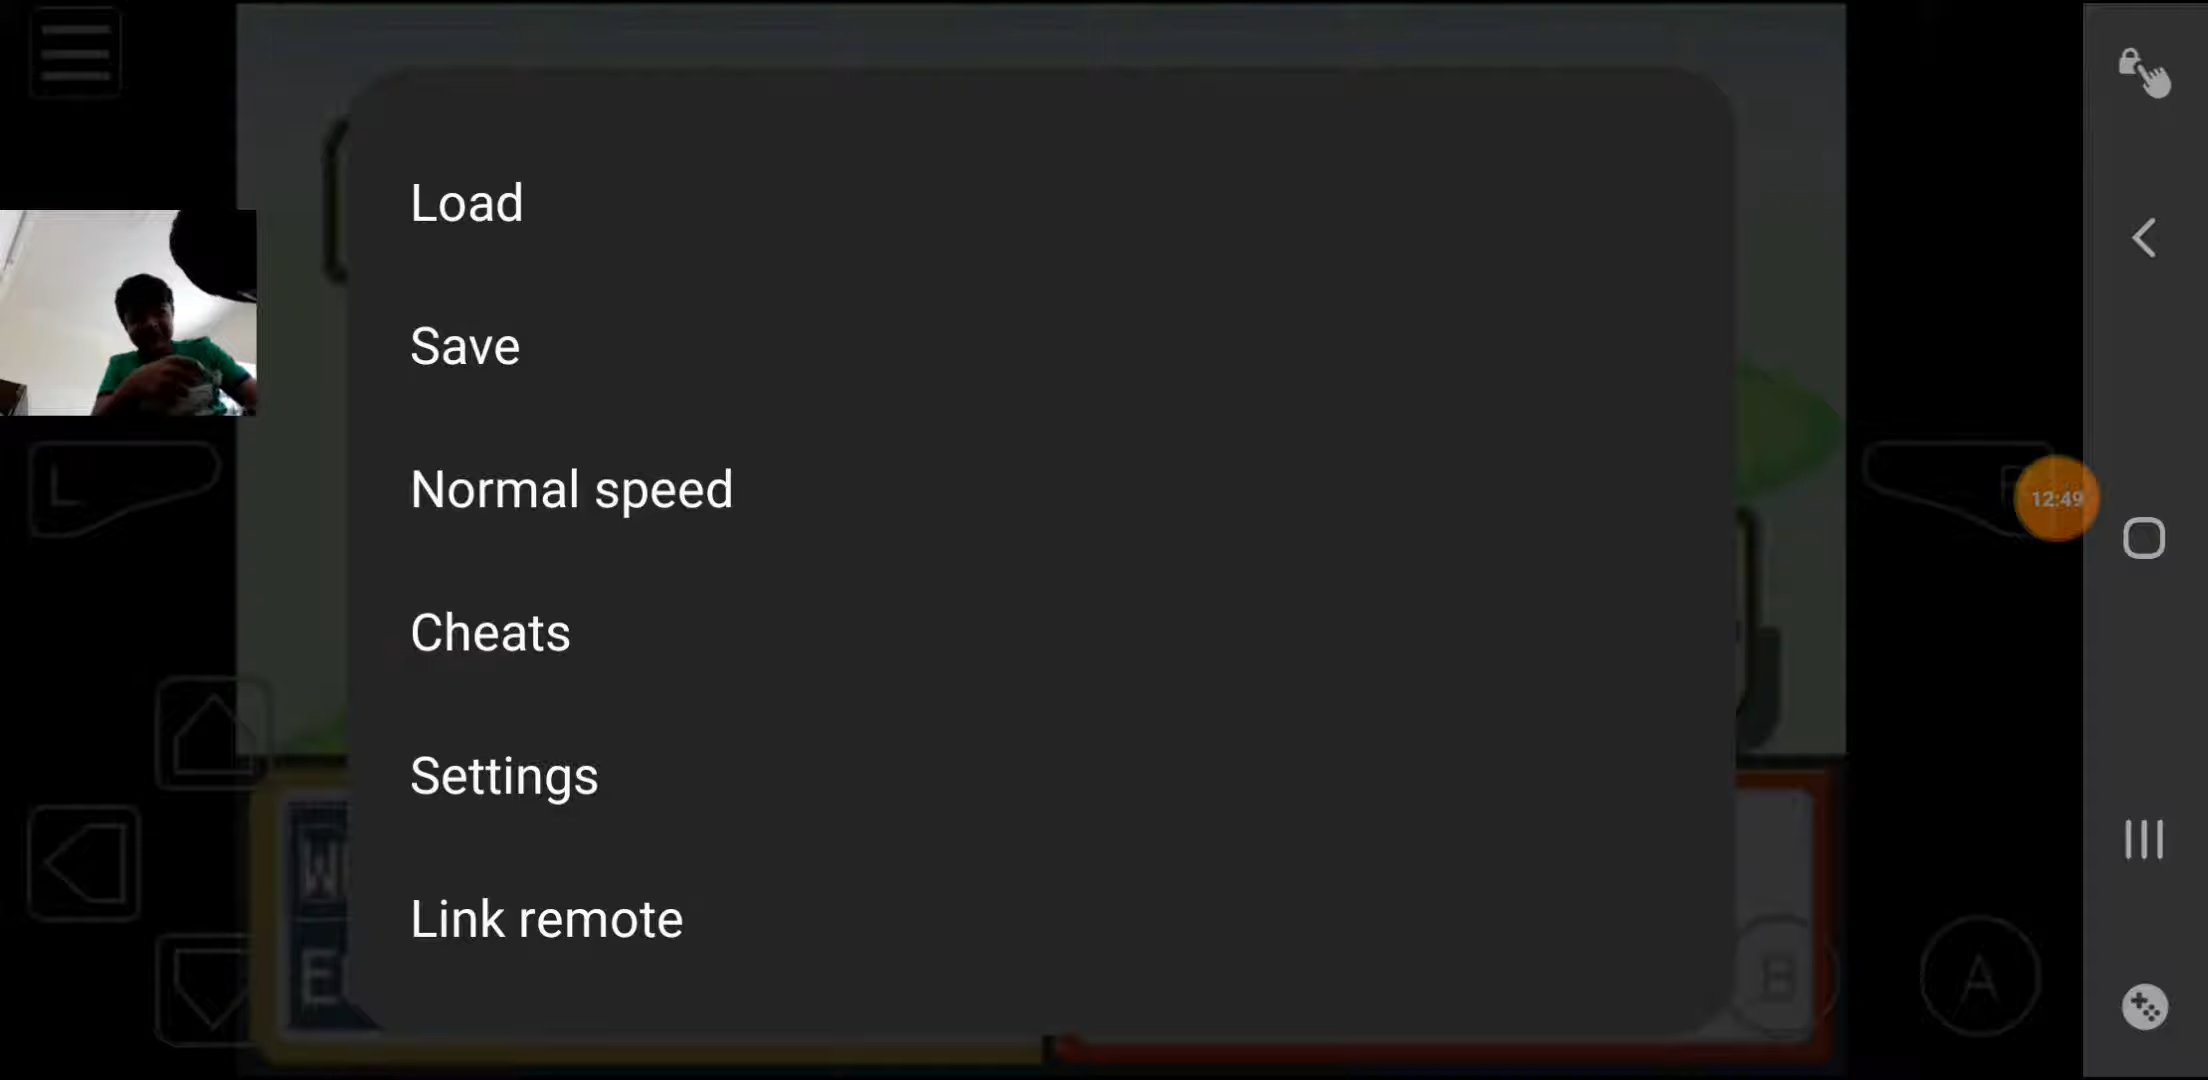 Load
Save
L
Normal speed
12:49
Cheats
Settings
Link remote
B
A